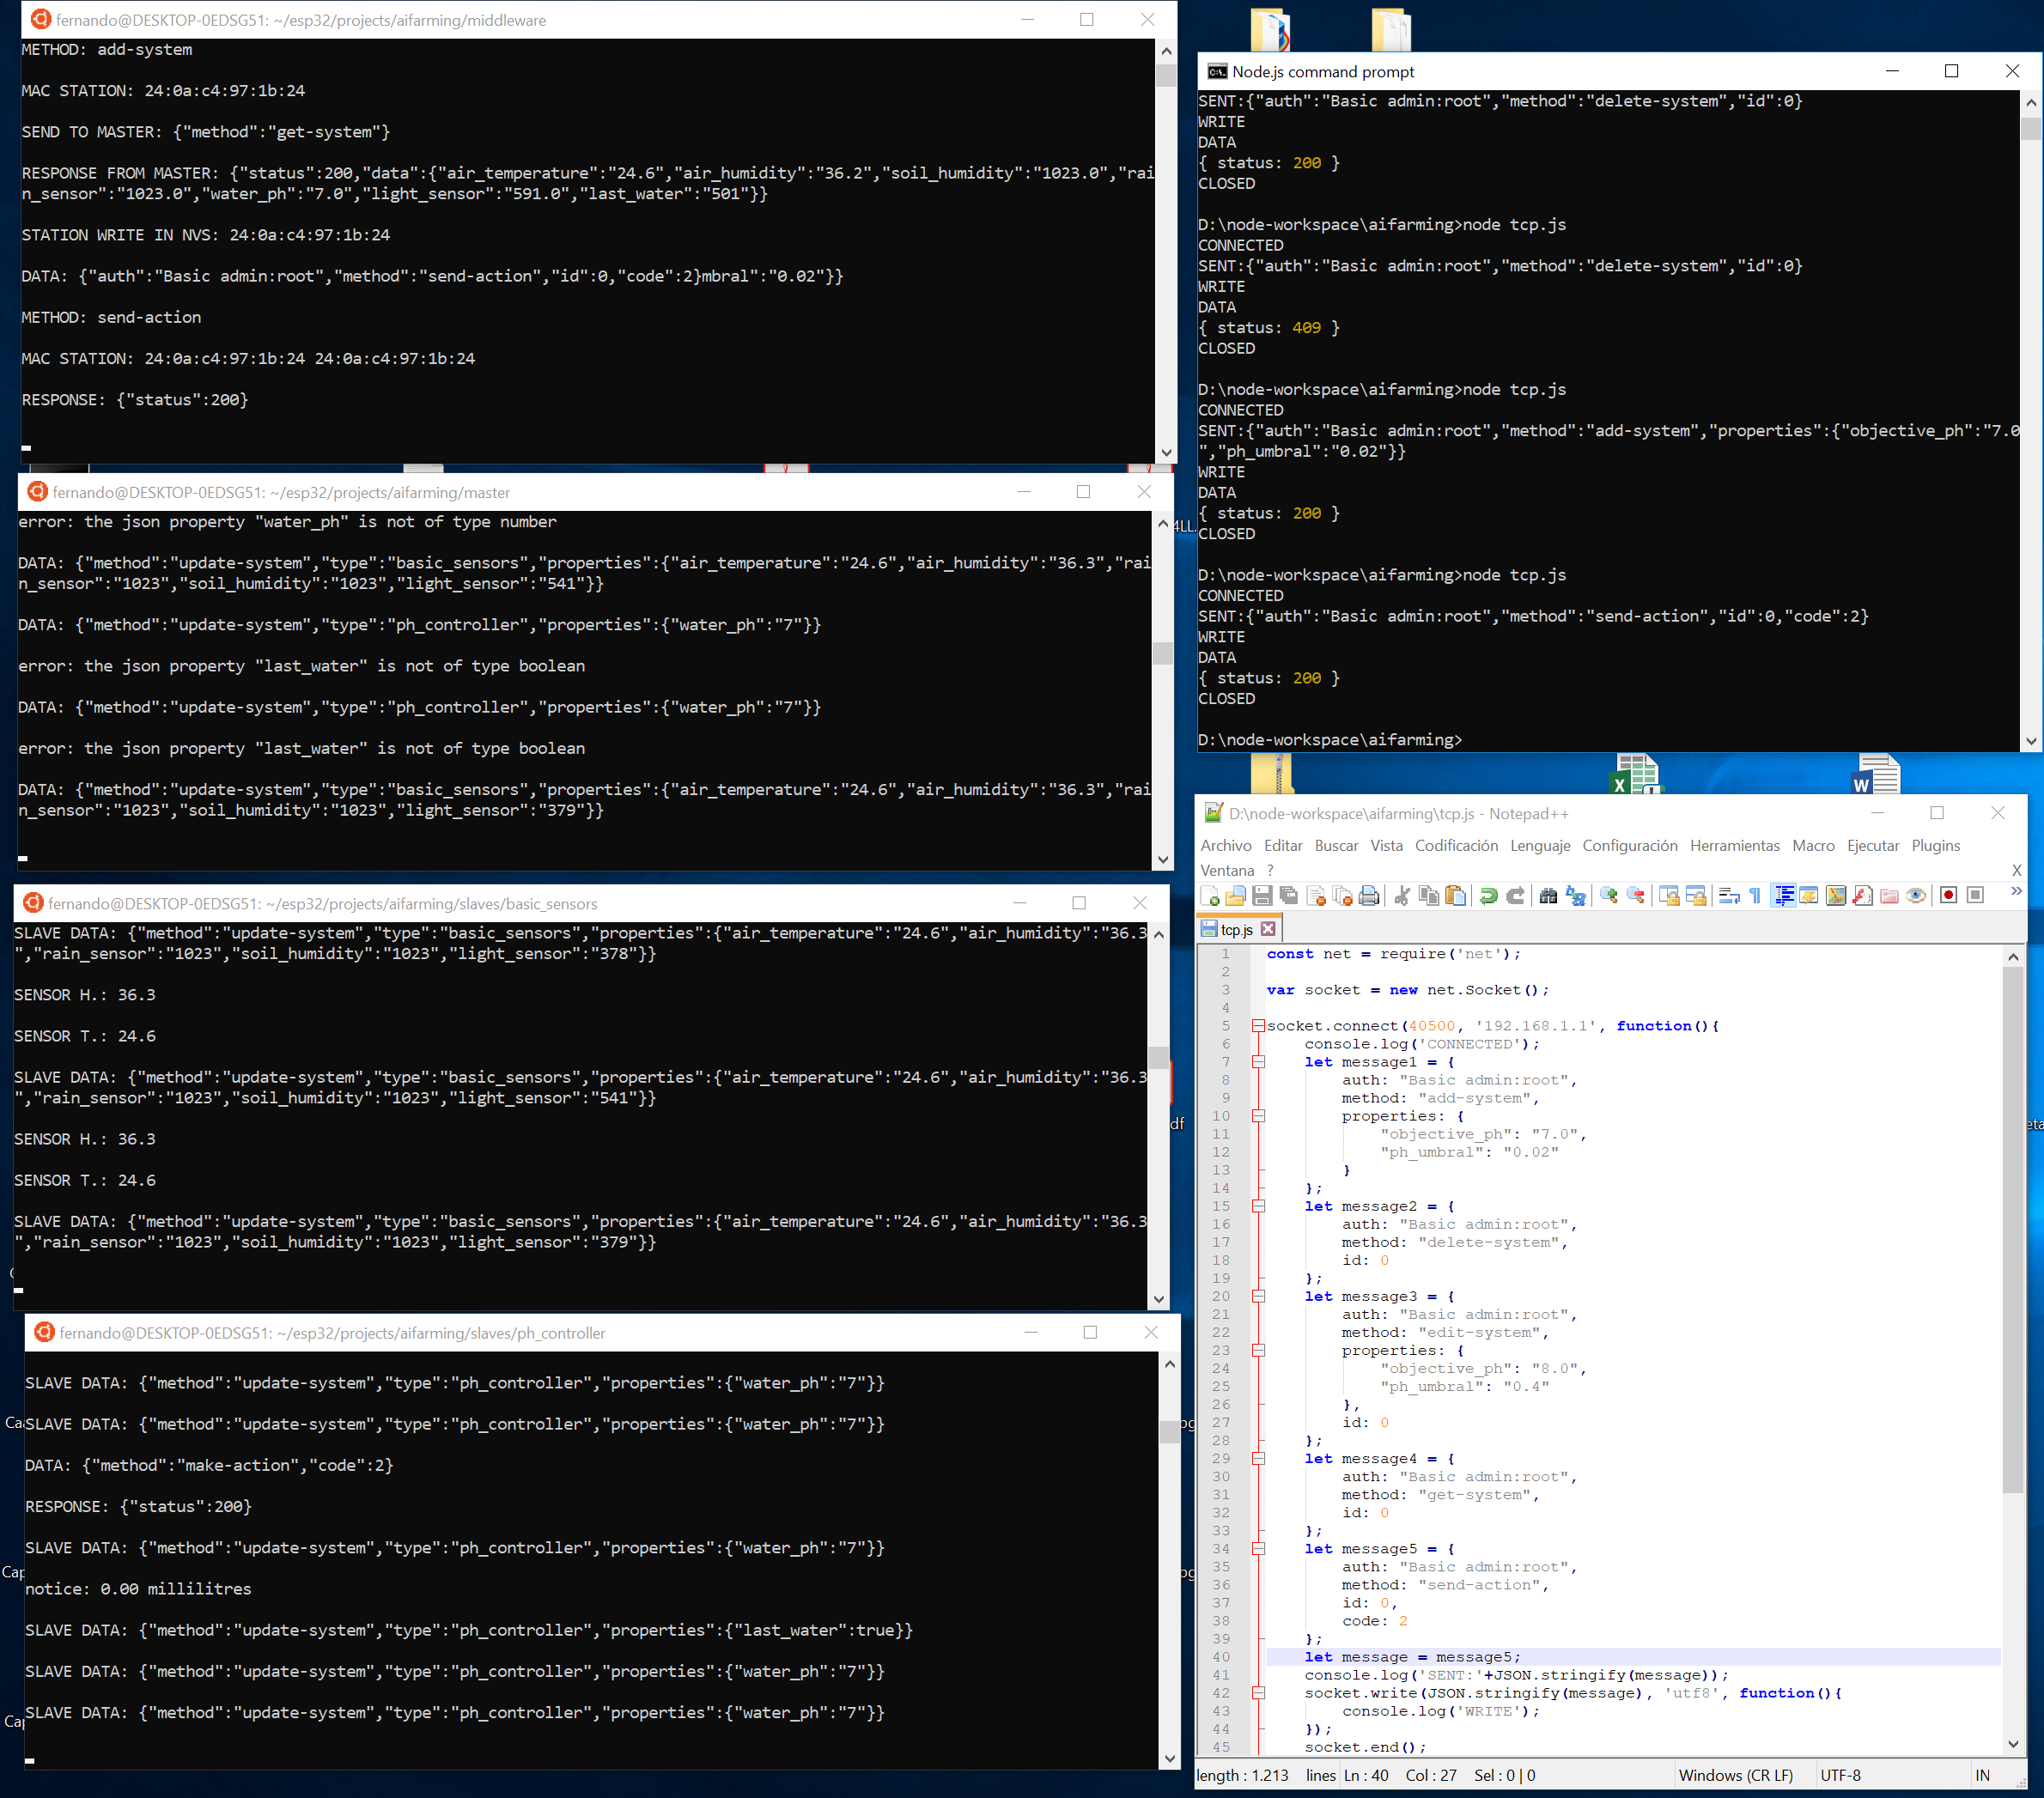 fernando@DESKTOP-0EDSG51: ~/esp32/projects/aifarming/middleware
METHOD: add-system
MAC STATION: 24:0a:c4:97:1b:24
SEND TO MASTER: {"method":"get-system"}
RESPONSE FROM MASTER: {"status":200,"data":{"air_temperature":"24.6","air_humidity":"36.2","soil_humidity":"1023.0","rai
n_sensor":"1023.0","water_ph":"7.0","light_sensor":"591.0","last_water":"501"}}
STATION WRITE IN NVS: 24:0a:c4:97:1b:24
DATA: {"auth":"Basic admin:root","method":"send-action","id":0,"code":2}mbral":"0.02"}}
METHOD: send-action
MAC STATION: 24:0a:c4:97:1b:24 24:0a:c4:97:1b:24
RESPONSE: {"status":200}
fernando@DESKTOP-0EDSG51: ~/esp32/projects/aifarming/master
error: the json property "water_ph" is not of type number
DATA: {"method":"update-system","type":"basic_sensors","properties":{"air_temperature":"24.6","air_humidity":"36.3","rai
n_sensor":"1023","soil_humidity":"1023","light_sensor":"541"}}
DATA: {"method":"update-system","type":"ph_controller","properties":{"water_ph":"7"}}
error: the json property "last_water" is not of type boolean
DATA: {"method":"update-system","type":"ph_controller","properties":{"water_ph":"7"}}
error: the json property "last_water" is not of type boolean
DATA: {"method":"update-system","type":"basic_sensors","properties":{"air_temperature":"24.6","air_humidity":"36.3","rai
n_sensor":"1023","soil_humidity":"1023","light_sensor":"379"}}
fernando@DESKTOP-0EDSG51: ~/esp32/projects/aifarming/slaves/basic_sensors
SLAVE DATA: {"method":"update-system","type":"basic_sensors","properties":{"air_temperature":"24.6","air_humidity":"36.3
","rain_sensor":"1023","soil_humidity":"1023","light_sensor":"378"}}
SENSOR H.: 36.3
SENSOR T.: 24.6
SLAVE DATA: {"method":"update-system","type":"basic_sensors","properties":{"air_temperature":"24.6","air_humidity":"36.3
","rain_sensor":"1023","soil_humidity":"1023","light_sensor":"541"}}
SENSOR H.: 36.3
SENSOR T.: 24.6
SLAVE DATA: {"method":"update-system","type":"basic_sensors","properties":{"air_temperature":"24.6","air_humidity":"36.3
","rain_sensor":"1023","soil_humidity":"1023","light_sensor":"379"}}
fernando@DESKTOP-0EDSG51: ~/esp32/projects/aifarming/slaves/ph_controller
SLAVE DATA: {"method":"update-system","type":"ph_controller","properties":{"water_ph":"7"}}
SLAVE DATA: {"method":"update-system","type":"ph_controller","properties":{"water_ph":"7"}}
DATA: {"method":"make-action","code":2}
RESPONSE: {"status":200}
SLAVE DATA: {"method":"update-system","type":"ph_controller","properties":{"water_ph":"7"}}
notice: 0.00 millilitres
SLAVE DATA: {"method":"update-system","type":"ph_controller","properties":{"last_water":true}}
SLAVE DATA: {"method":"update-system","type":"ph_controller","properties":{"water_ph":"7"}}
SLAVE DATA: {"method":"update-system","type":"ph_controller","properties":{"water_ph":"7"}}
Node.js command prompt
SENT:{"auth":"Basic admin:root","method":"delete-system","id":0}
WRITE
DATA
{ status: 200 }
CLOSED
D:\node-workspace\aifarming>node tcp.js
CONNECTED
SENT:{"auth":"Basic admin:root","method":"delete-system","id":0}
WRITE
DATA
{ status: 409 }
CLOSED
D:\node-workspace\aifarming>node tcp.js
CONNECTED
SENT:{"auth":"Basic admin:root","method":"add-system","properties":{"objective_ph":"7.0
","ph_umbral":"0.02"}}
WRITE
DATA
{ status: 200 }
CLOSED
D:\node-workspace\aifarming>node tcp.js
CONNECTED
SENT:{"auth":"Basic admin:root","method":"send-action","id":0,"code":2}
WRITE
DATA
{ status: 200 }
CLOSED
D:\node-workspace\aifarming>
D:\node-workspace\aifarming\tcp.js - Notepad++
Archivo Editar Buscar Vista Codificación Lenguaje Configuración Herramientas Macro Ejecutar Plugins
Ventana ? X
tcp.js
1 const net = require('net');
2
3 var socket = new net.Socket();
4
5 socket.connect(40500, '192.168.1.1', function(){
6 console.log('CONNECTED');
7 let message1 = {
8 auth: "Basic admin:root",
9 method: "add-system",
10 properties: {
11 "objective_ph": "7.0",
12 "ph_umbral": "0.02"
13 }
14 };
15 let message2 = {
16 auth: "Basic admin:root",
17 method: "delete-system",
18 id: 0
19 };
20 let message3 = {
21 auth: "Basic admin:root",
22 method: "edit-system",
23 properties: {
24 "objective_ph": "8.0",
25 "ph_umbral": "0.4"
26 },
27 id: 0
28 };
29 let message4 = {
30 auth: "Basic admin:root",
31 method: "get-system",
32 id: 0
33 };
34 let message5 = {
35 auth: "Basic admin:root",
36 method: "send-action",
37 id: 0,
38 code: 2
39 };
40 let message = message5;
41 console.log('SENT:'+JSON.stringify(message));
42 socket.write(JSON.stringify(message), 'utf8', function(){
43 console.log('WRITE');
44 });
45 socket.end();
length : 1.213 lines Ln : 40 Col : 27 Sel : 0 | 0 Windows (CR LF) UTF-8 IN